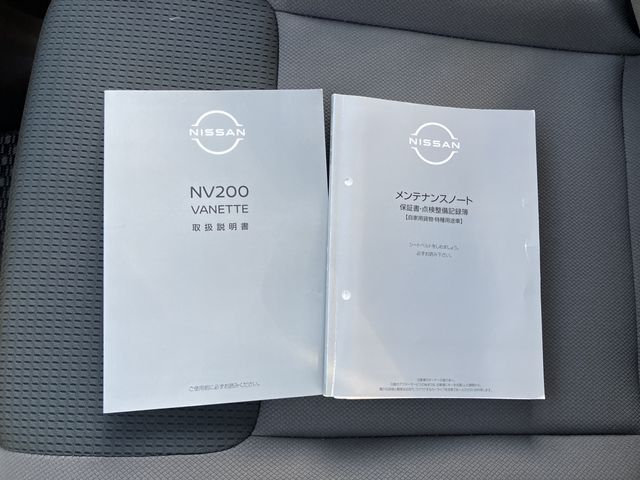 NISSAN
NV200
VANETTE
取扱説明書
ご使用前に必ずお読みください。
NISSAN
メンテナンスノート
保証書・点検整備記録簿
【自家用貨物・特種用途車】
シートベルトをしめましょう。
必ずお読み下さい。